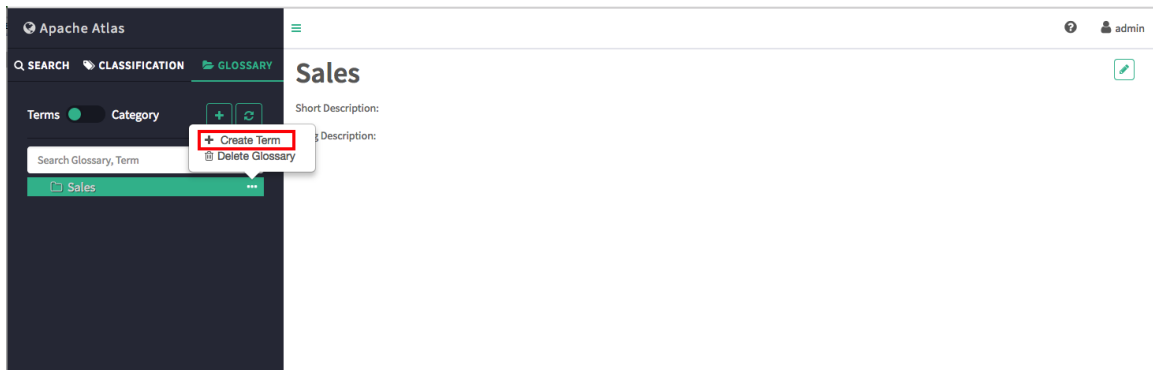 Apache Atlas
admin
SEARCH CLASSIFICATION GLOSSARY
Sales
Short Description:
Terms Category
Create Term
Description:
Delete Glossary
Search Glossary, Term
Sales